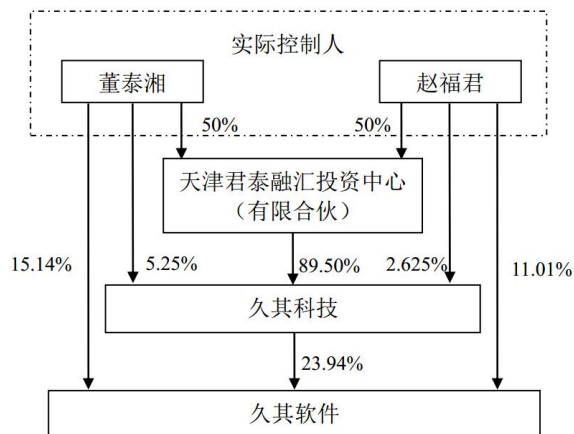 实际控制人
董泰湘
赵福君
50%
50%
天津君泰融汇投资中心
（有限合伙）
15.14%
5.25%
89.50%
2.625%
11.01%
久其科技
23.94%
久其软件